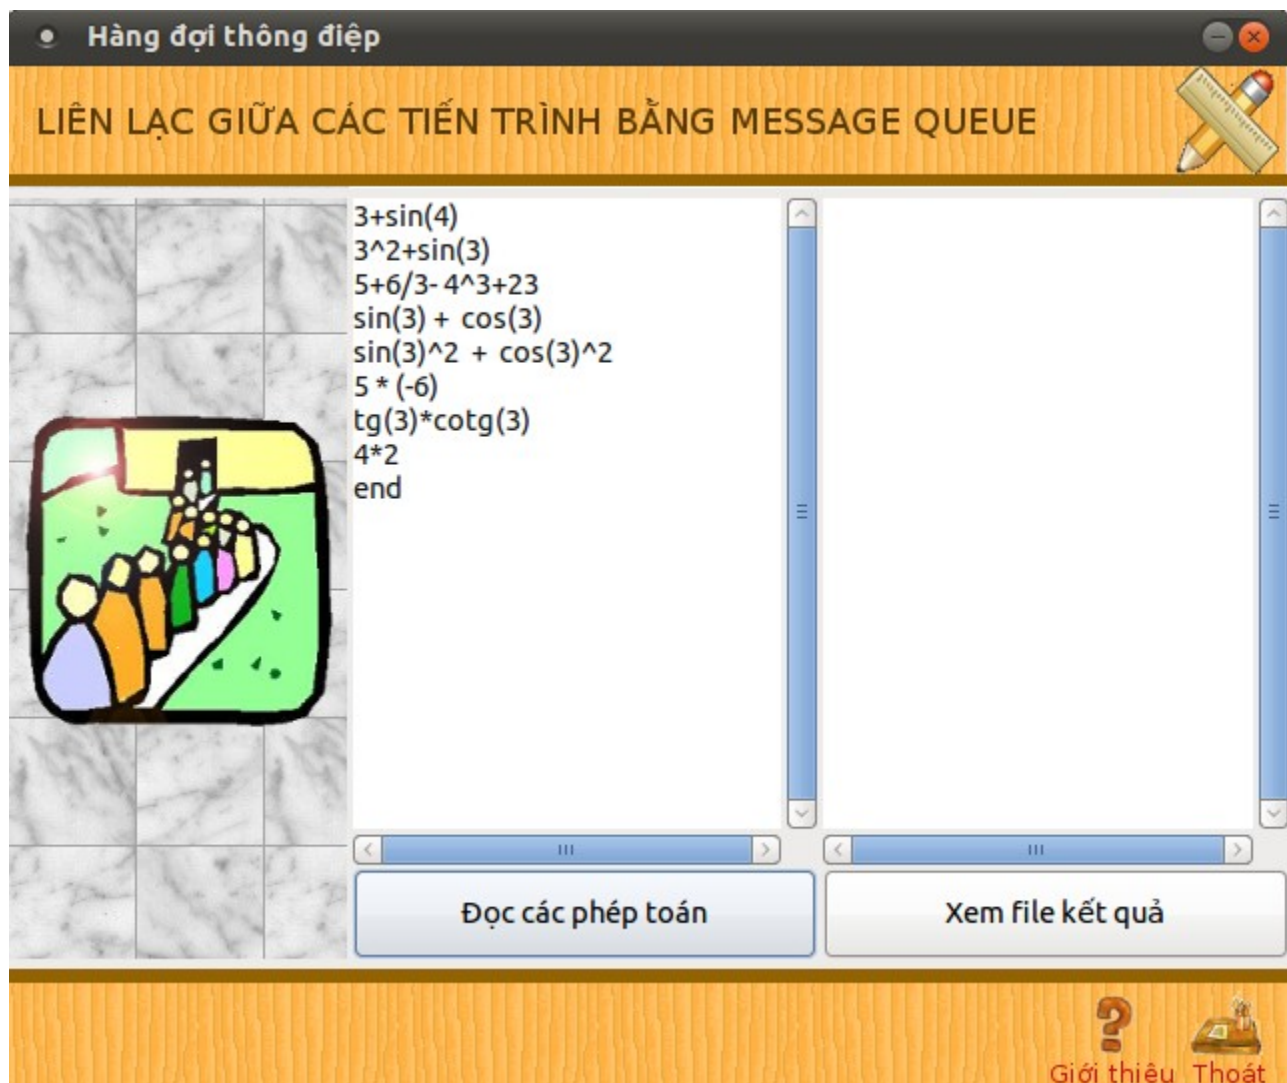 Hàng đợi thông điệp
LIÊN LẠC GIỮA CÁC TIẾN TRÌNH BẰNG MESSAGE QUEUE
3+sin(4)
3^2+sin(3)
5+6/3- 4^3+23
sin(3) + cos(3)
sin(3)^2 + cos(3)^2
5 * (-6)
tg(3)*cotg(3)
4*2
end
Đọc các phép toán
Xem file kết quả
Giới thiệu
Thoát